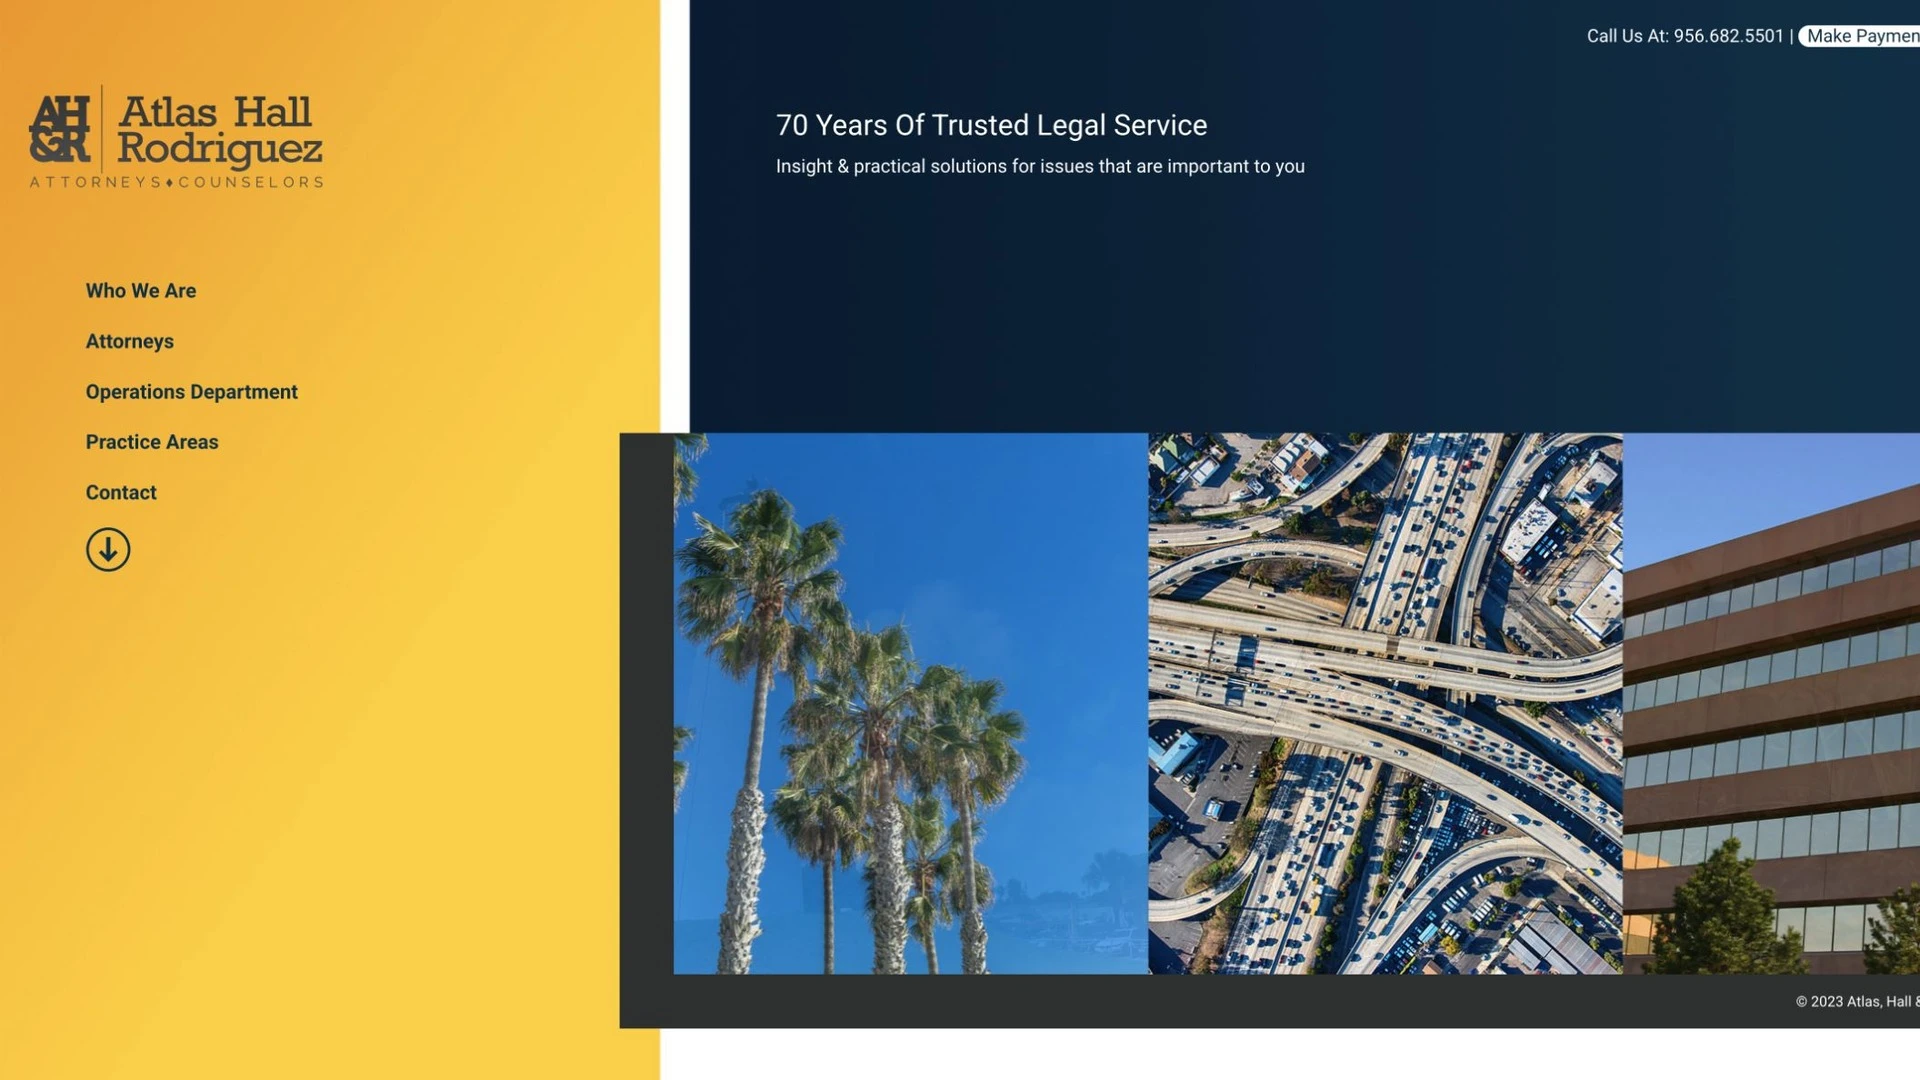 Call Us At: 956.682.5501 | Make Paymen
AH &R
Atlas Hall
Rodriguez
ATTORNEYS♦COUNSELORS
70 Years Of Trusted Legal Service
Insight & practical solutions for issues that are important to you
Who We Are
Attorneys
Operations Department
Practice Areas
Contact
© 2023 Atlas, Hall &